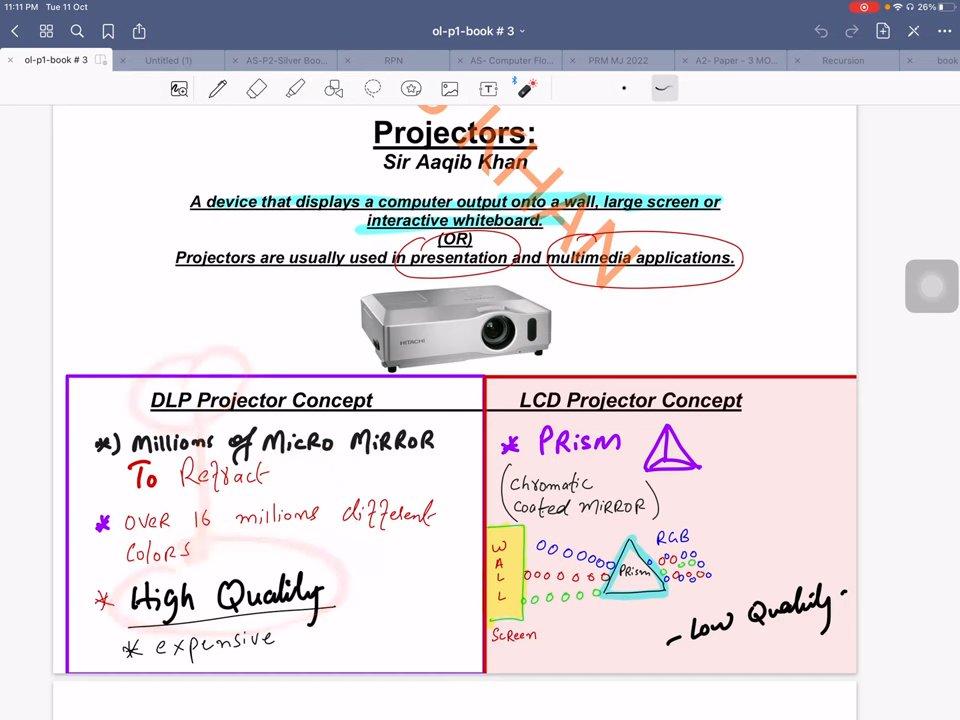 11:11 PM Tue 11 Oct
26%
ol-p1-book # 3
ol-p1-book # 3
Untitled (1)
AS-P2-Silver Boo...
RPN
AS- Computer Flo...
PRM MJ 2022
A2- Paper - 3 MO...
Recursion
book
Projectors:
Sir Aaqib Khan
KHAN
A device that displays a computer output onto a wall, large screen or
interactive whiteboard.
(OR)
Projectors are usually used in presentation and multimedia applications.
HITACHI
DLP Projector Concept
*) Millions of Micro MiRRoR
To Refract
* over 16 millions different
colors
* High Quality
* expensive
LCD Projector Concept
* PRism
(chromatic
coated miRRoR)
RGB
WALL
PRism
Screen
- Low Quality -